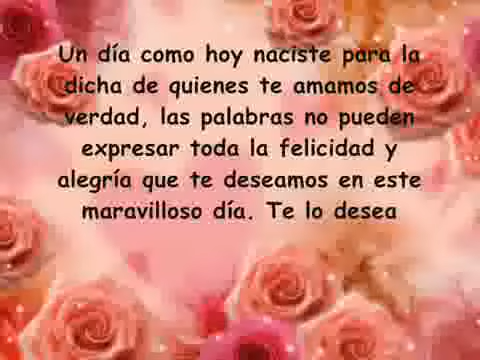 Un día como hoy naciste para la
dicha de quienes te amamos de
verdad, las palabras no pueden
expresar toda la felicidad y
alegría que te deseamos en este
maravilloso día. Te lo desea